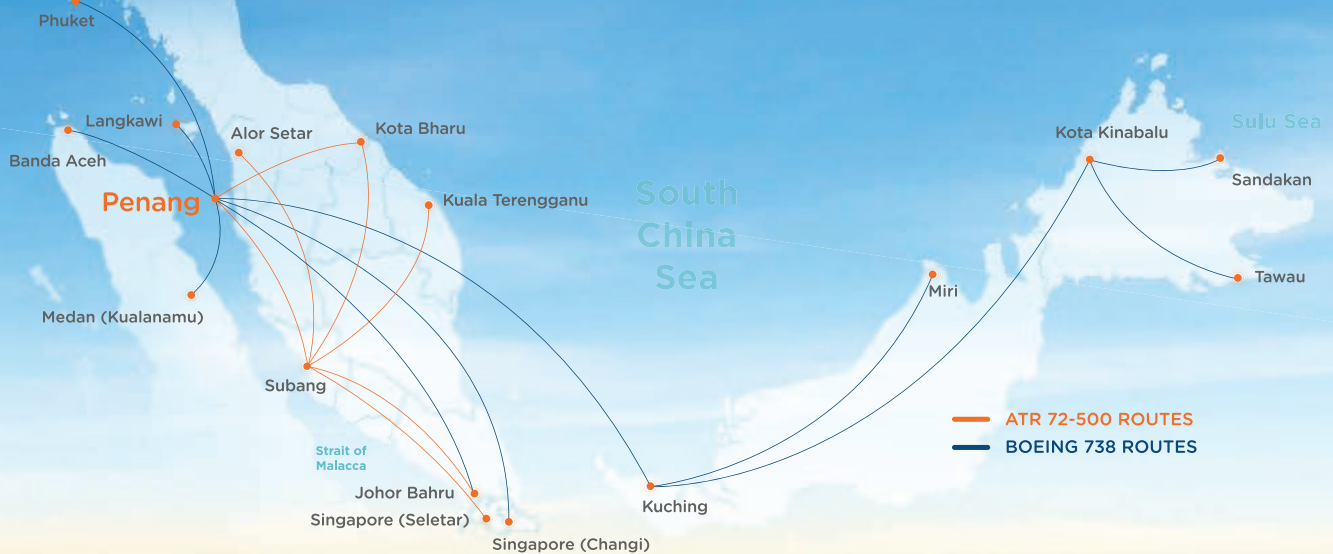 Phuket
Langkawi
Alor Setar
Kota Bharu
Banda Aceh
Penang
Kuala Terengganu
Medan (Kualanamu)
Subang
Strait of
Malacca
Johor Bahru
Singapore (Seletar)
Singapore (Changi)
South
China
Sea
Kuching
Miri
Kota Kinabalu
Sulu Sea
Sandakan
Tawau
ATR 72-500 ROUTES
BOEING 738 ROUTES